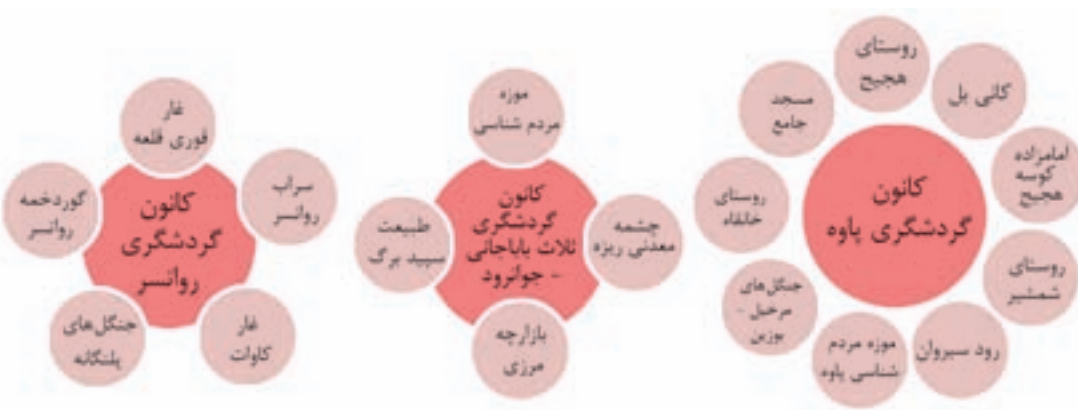 کانون
گردشگری پاوه
روستای
هجیج
کانی بل
امامزاده
کوسه
هجیج
روستای
شمشیر
رود سیروان
موزه مردم
شناسی پاوه
جنگل‌های
مرخیل -
بوزین
روستای
خانقاه
مسجد
جامع
کانون
گردشگری
ثلاث باباجانی
- جوانرود
موزه
مردم شناسی
چشمه
معدنی ریزه
بازارچه
مرزی
طبیعت
سپید برگ
کانون
گردشگری
روانسر
غار
قوری قلعه
سراب
روانسر
غار
کاوات
جنگل‌های
پلنگانه
گوردخمه
روانسر